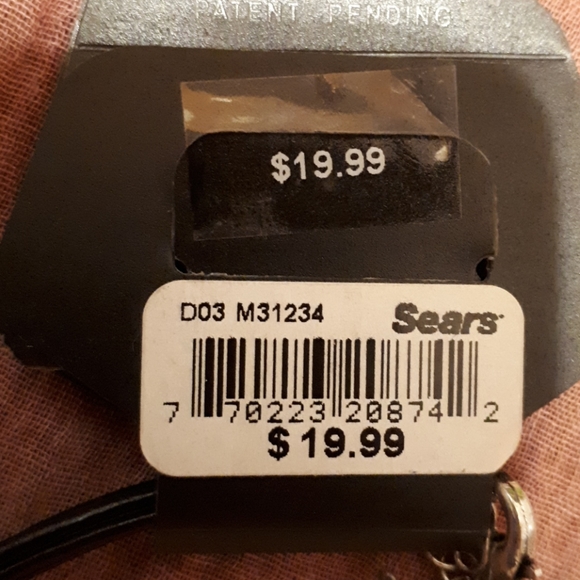 PATENT PENDING
$19.99
D03 M31234 Sears
7 70223 20874 2
$19.99